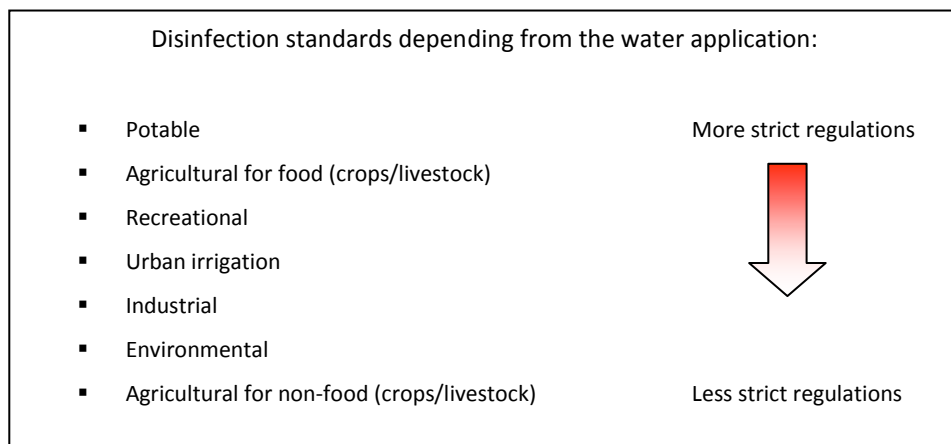 Disinfection standards depending from the water application:
▪ Potable More strict regulations
▪ Agricultural for food (crops/livestock)
▪ Recreational
▪ Urban irrigation
▪ Industrial
▪ Environmental
▪ Agricultural for non-food (crops/livestock) Less strict regulations